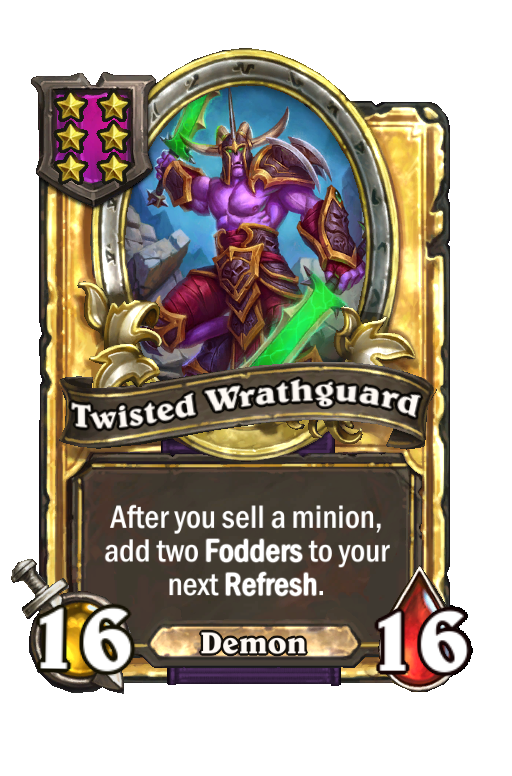 Twisted Wrathguard
After you sell a minion,
add two Fodders to your
next Refresh.
16
Demon
16